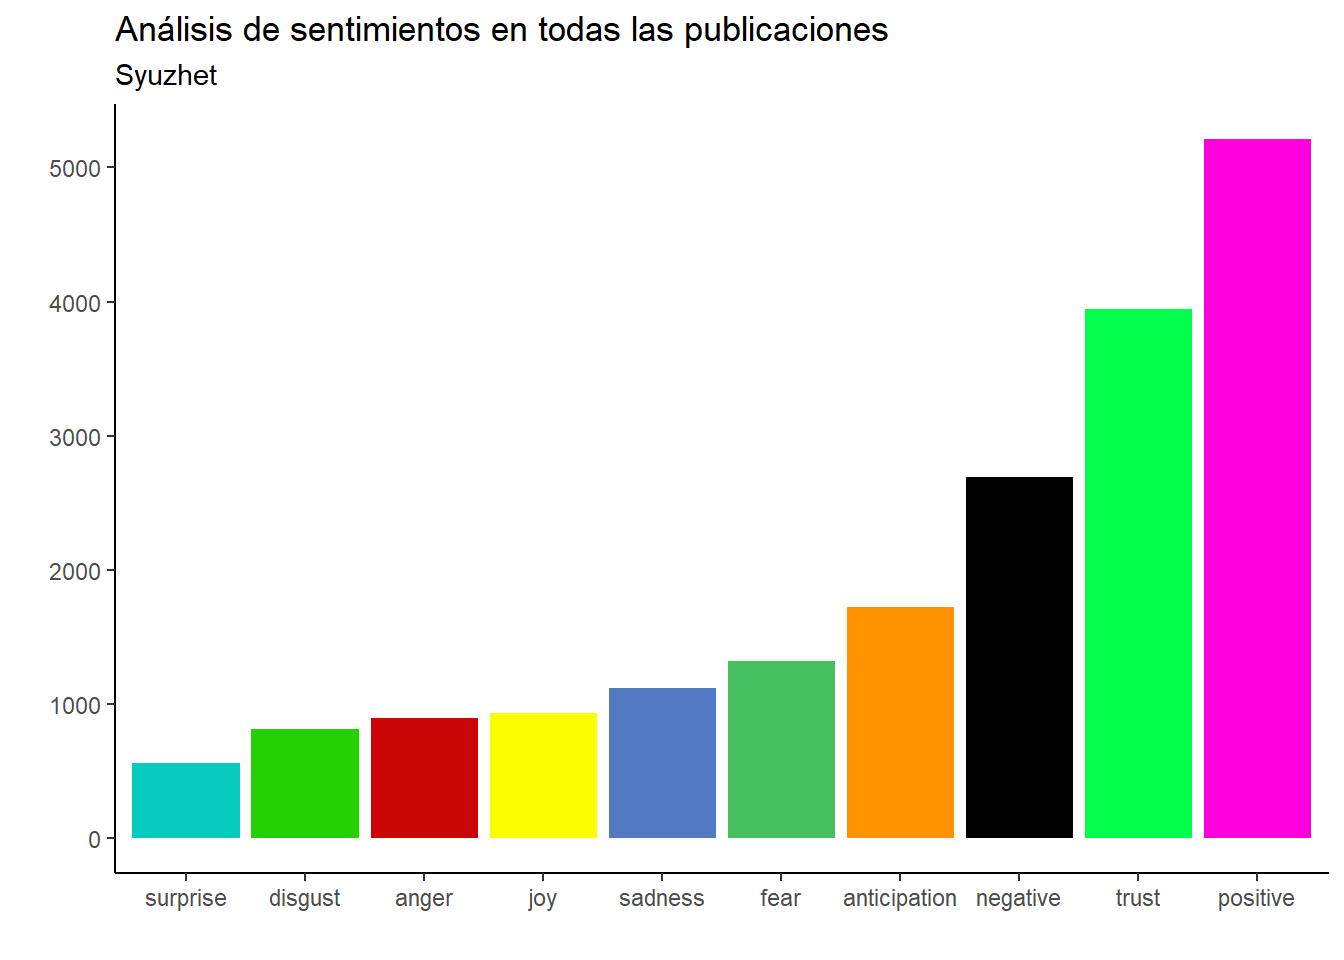 Análisis de sentimientos en todas las publicaciones
Syuzhet
5000
4000
3000
2000
1000
0
surprise disgust anger joy sadness fear anticipation negative trust positive